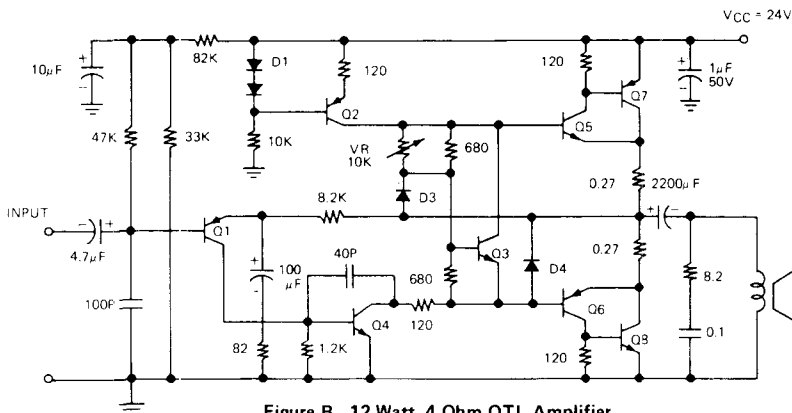 VCC = 24V
10µF
82K
D1
120
Q2
120
Q7
1µF
50V
Q5
47K
33K
10K
VR
10K
680
0.27
2200µF
INPUT
8.2K
D3
Q1
4.7µF
100
µF
40P
Q3
D4
0.27
680
Q6
8.2
100P
Q4
120
82
1.2K
120
Q8
0.1
Figure B. 12 Watt, 4 Ohm OTL Amplifier